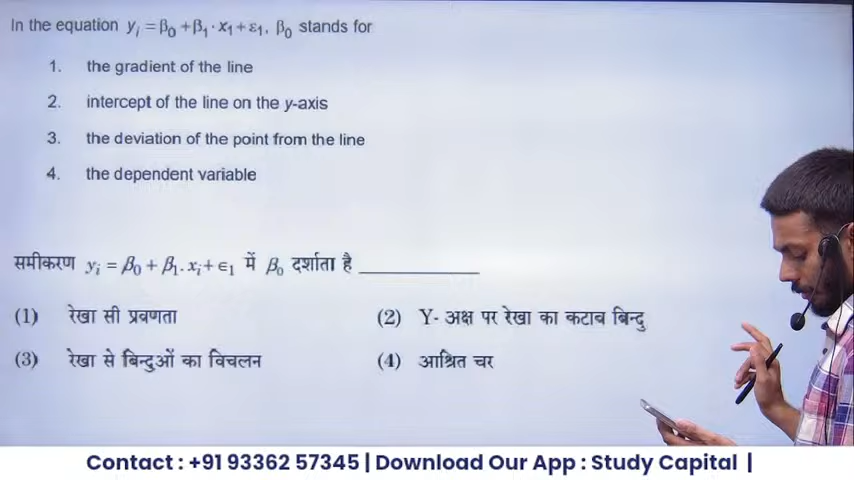 In the equation yᵢ = β₀ + β₁ · x₁ + ε₁, β₀ stands for
1. the gradient of the line
2. intercept of the line on the y-axis
3. the deviation of the point from the line
4. the dependent variable
समीकरण yᵢ = β₀ + β₁. xᵢ + ∈₁ में β₀ दर्शाता है ____________
(1) रेखा सी प्रवणता (2) Y- अक्ष पर रेखा का कटाव बिन्दु
(3) रेखा से बिन्दुओं का विचलन (4) आश्रित चर
Contact : +91 93362 57345 | Download Our App : Study Capital |